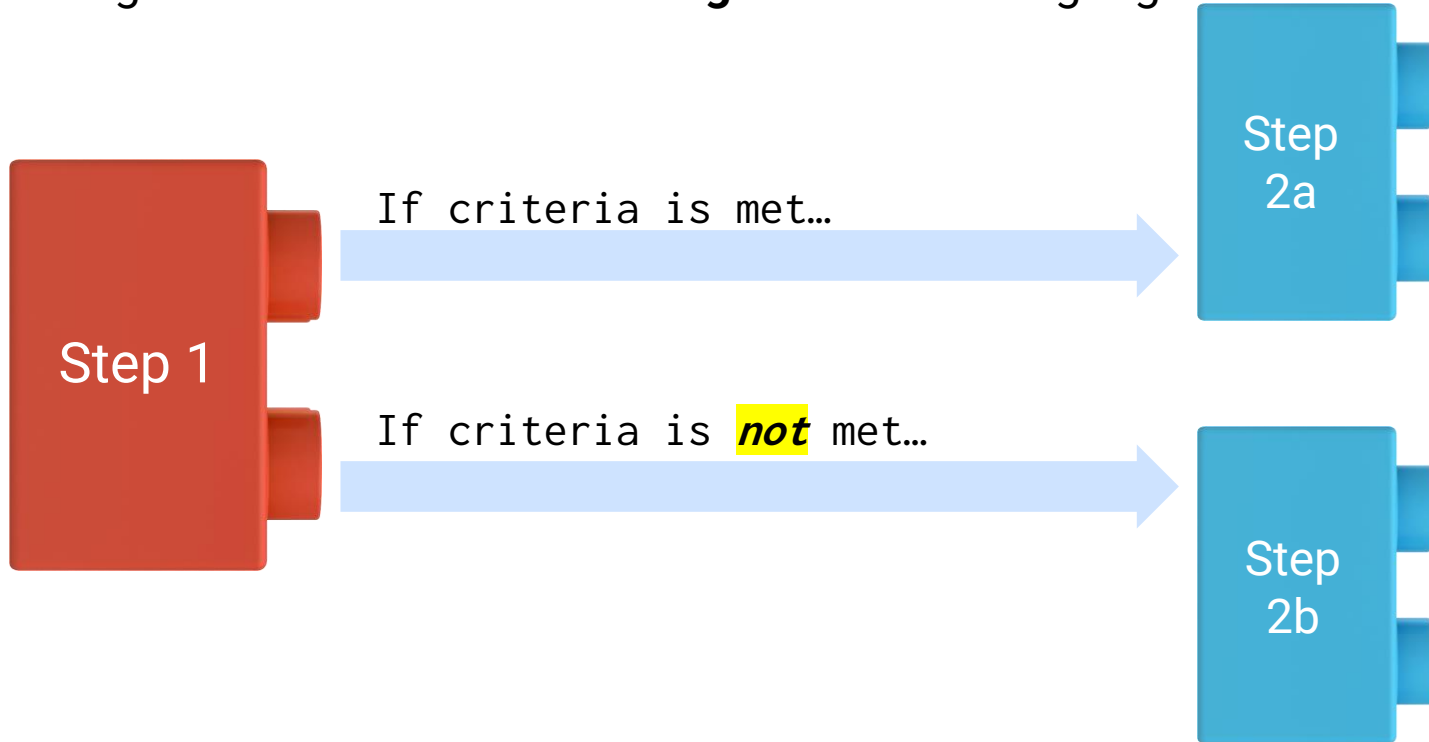 Step
2a
If criteria is met…
Step 1
If criteria is not met…
Step
2b